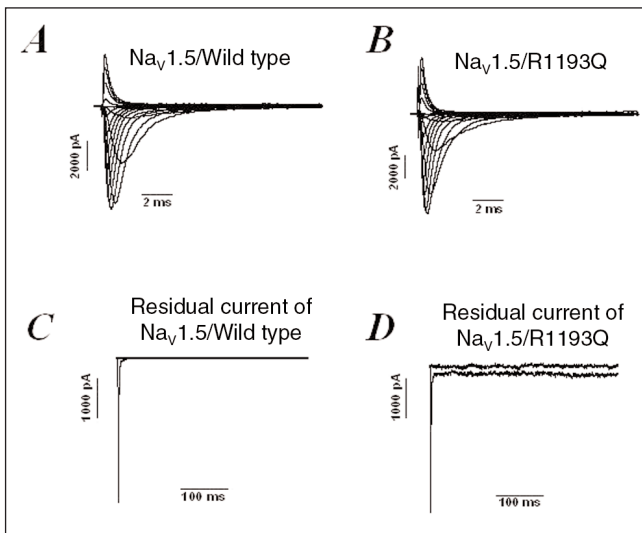 A
Naᵥ1.5/Wild type
2000 pA
2 ms
B
Naᵥ1.5/R1193Q
2000 pA
2 ms
C
Residual current of
Naᵥ1.5/Wild type
1000 pA
100 ms
D
Residual current of
Naᵥ1.5/R1193Q
1000 pA
100 ms